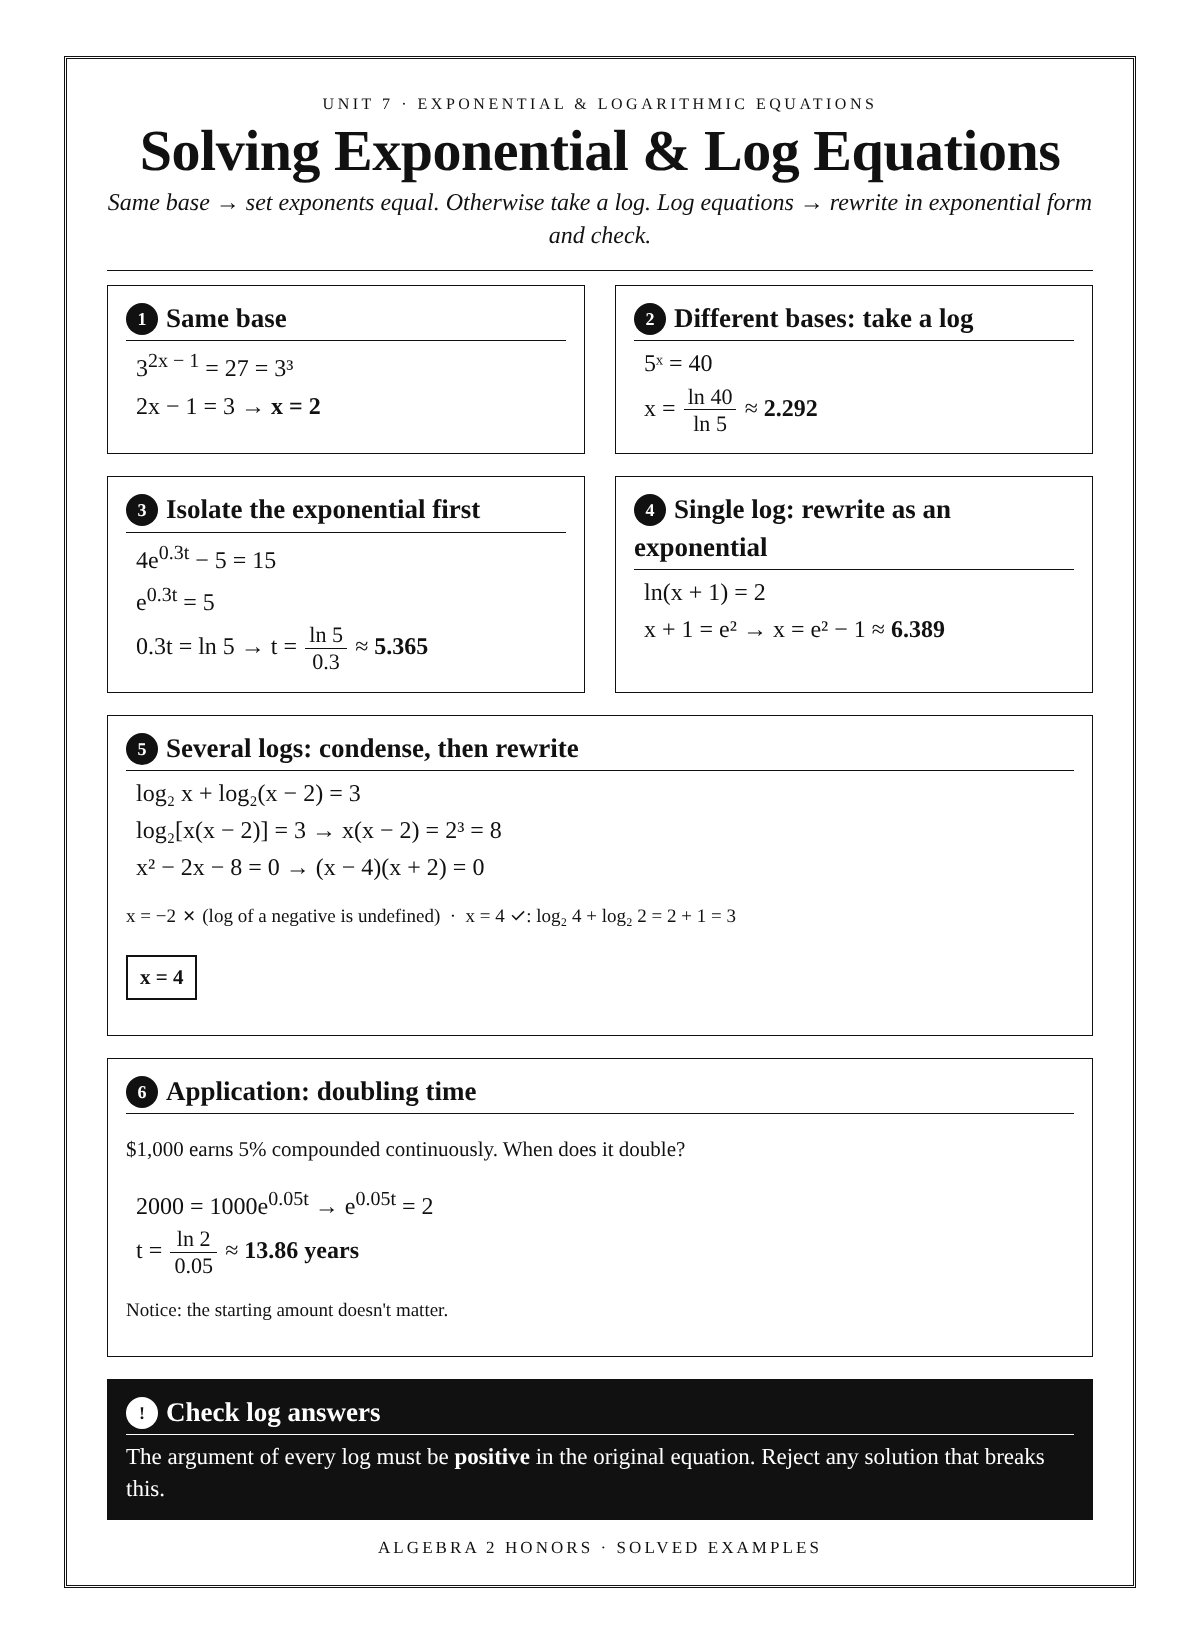 UNIT 7 · EXPONENTIAL & LOGARITHMIC EQUATIONS
Solving Exponential & Log Equations
Same base → set exponents equal. Otherwise take a log. Log equations → rewrite in exponential form
and check.
1 Same base
3^(2x − 1) = 27 = 3³
2x − 1 = 3 → x = 2
2 Different bases: take a log
5ˣ = 40
x = ln 40 / ln 5 ≈ 2.292
3 Isolate the exponential first
4e^(0.3t) − 5 = 15
e^(0.3t) = 5
0.3t = ln 5 → t = ln 5 / 0.3 ≈ 5.365
4 Single log: rewrite as an
exponential
ln(x + 1) = 2
x + 1 = e² → x = e² − 1 ≈ 6.389
5 Several logs: condense, then rewrite
log₂ x + log₂(x − 2) = 3
log₂[x(x − 2)] = 3 → x(x − 2) = 2³ = 8
x² − 2x − 8 = 0 → (x − 4)(x + 2) = 0
x = −2 ✕ (log of a negative is undefined) · x = 4 ✓: log₂ 4 + log₂ 2 = 2 + 1 = 3
x = 4
6 Application: doubling time
$1,000 earns 5% compounded continuously. When does it double?
2000 = 1000e^(0.05t) → e^(0.05t) = 2
t = ln 2 / 0.05 ≈ 13.86 years
Notice: the starting amount doesn't matter.
! Check log answers
The argument of every log must be positive in the original equation. Reject any solution that breaks
this.
ALGEBRA 2 HONORS · SOLVED EXAMPLES